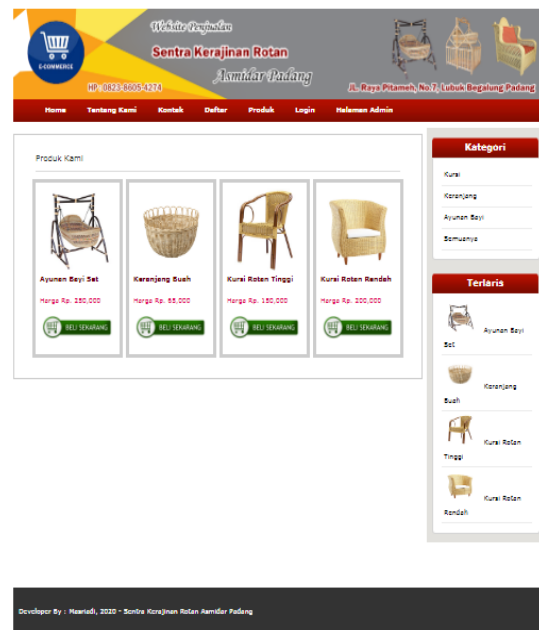 Website Penjualan
Sentra Kerajinan Rotan
Asmidar Padang
E-COMMERCE
HP. 0823-8605-4274
JL. Raya Pitameh, No.7, Lubuk Begalung Padang
Home Tentang Kami Kontak Daftar Produk Login Halaman Admin
Produk Kami
Ayunan Bayi Set
Harga Rp. 250,000
BELI SEKARANG
Keranjang Buah
Harga Rp. 55,000
BELI SEKARANG
Kursi Rotan Tinggi
Harga Rp. 150,000
BELI SEKARANG
Kursi Rotan Rendah
Harga Rp. 200,000
BELI SEKARANG
Kategori
Kursi
Keranjang
Ayunan Bayi
Semuanya
Terlaris
Ayunan Bayi
Set
Keranjang
Buah
Kursi Rotan
Tinggi
Kursi Rotan
Rendah
Developer By : Masriadi, 2020 - Sentra Kerajinan Rotan Asmidar Padang